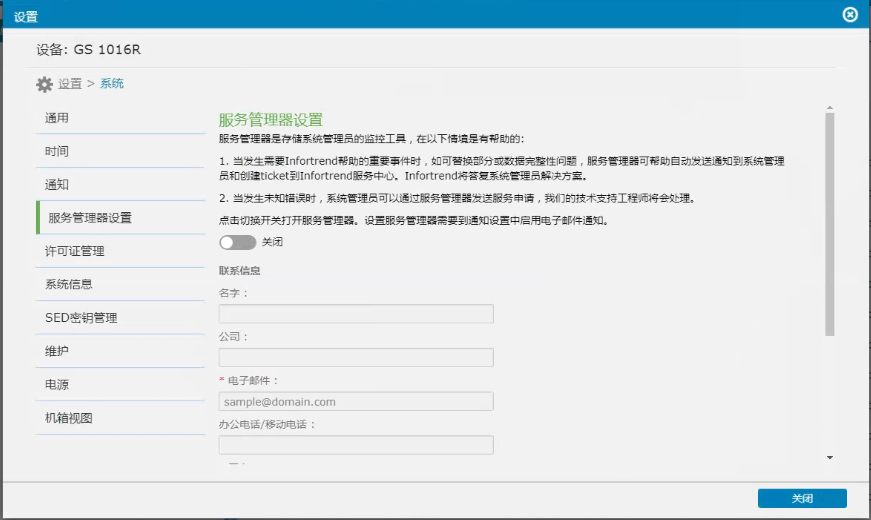 设置
设备: GS 1016R
设置 > 系统
通用
时间
通知
服务管理器设置
许可证管理
系统信息
SED密钥管理
维护
电源
机箱视图
服务管理器设置
服务管理器是存储系统管理员的监控工具，在以下情境是有帮助的:
1. 当发生需要Infortrend帮助的重要事件时，如可替换部分或数据完整性问题，服务管理器可帮助自动发送通知到系统管理
员和创建ticket到Infortrend服务中心。Infortrend将答复系统管理员解决方案。
2. 当发生未知错误时，系统管理员可以通过服务管理器发送服务申请，我们的技术支持工程师将会处理。
点击切换开关打开服务管理器。设置服务管理器需要到通知设置中启用电子邮件通知。
关闭
联系信息
名字：
公司：
* 电子邮件：
sample@domain.com
办公电话/移动电话：
关闭